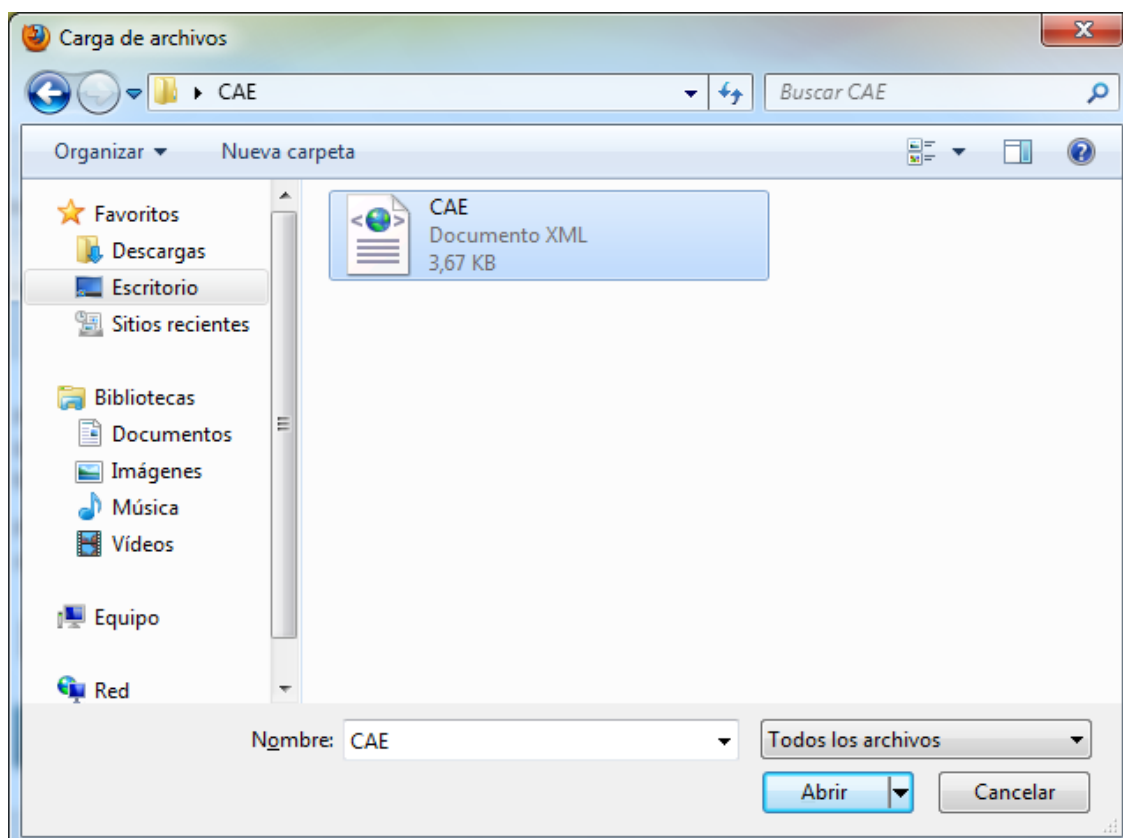 Carga de archivos
CAE
Buscar CAE
Organizar
Nueva carpeta
Favoritos
Descargas
Escritorio
Sitios recientes
Bibliotecas
Documentos
Imágenes
Música
Vídeos
Equipo
Red
CAE
Documento XML
3,67 KB
Nombre: CAE
Todos los archivos
Abrir
Cancelar